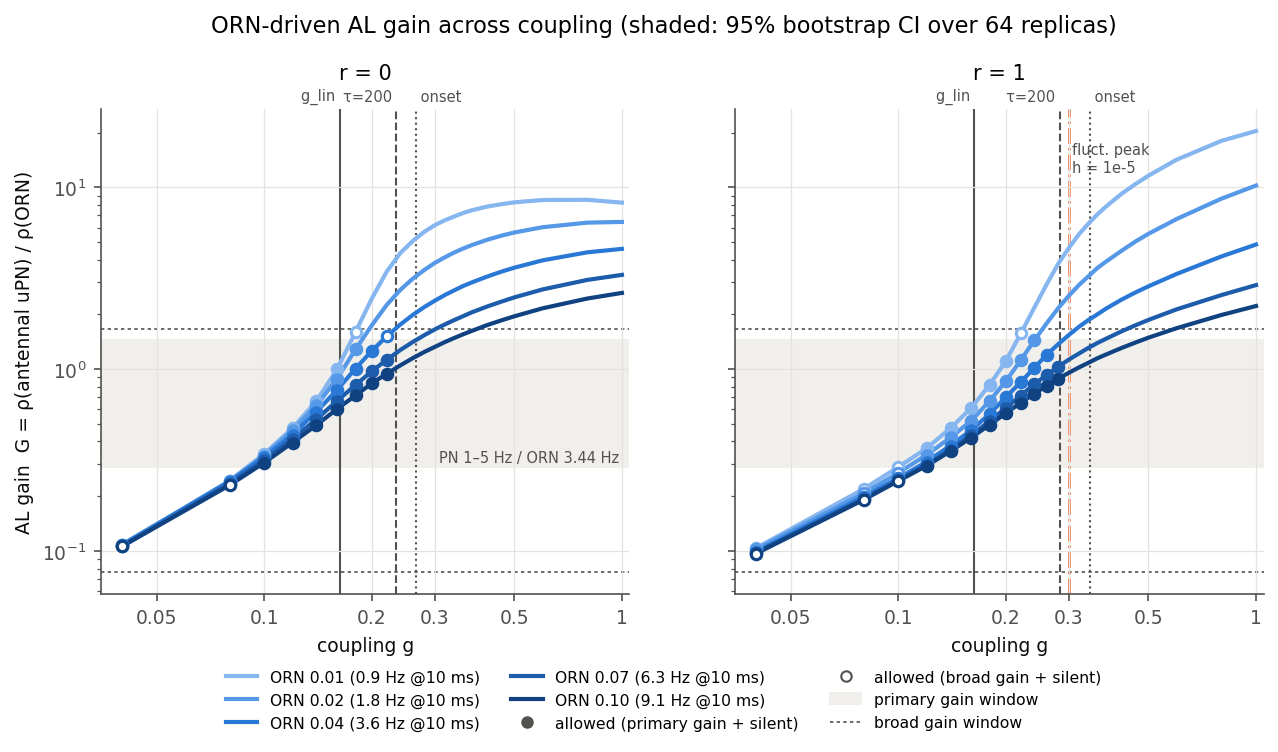 ORN-driven AL gain across coupling (shaded: 95% bootstrap CI over 64 replicas)
r = 0
g_lin τ=200 onset
AL gain G = ρ(antennal uPN) / ρ(ORN)
10¹
10⁰
10⁻¹
PN 1–5 Hz / ORN 3.44 Hz
0.05 0.1 0.2 0.3 0.5 1
coupling g
r = 1
g_lin τ=200 onset
fluct. peak
h = 1e-5
0.05 0.1 0.2 0.3 0.5 1
coupling g
ORN 0.01 (0.9 Hz @10 ms)
ORN 0.02 (1.8 Hz @10 ms)
ORN 0.04 (3.6 Hz @10 ms)
ORN 0.07 (6.3 Hz @10 ms)
ORN 0.10 (9.1 Hz @10 ms)
allowed (primary gain + silent)
allowed (broad gain + silent)
primary gain window
broad gain window